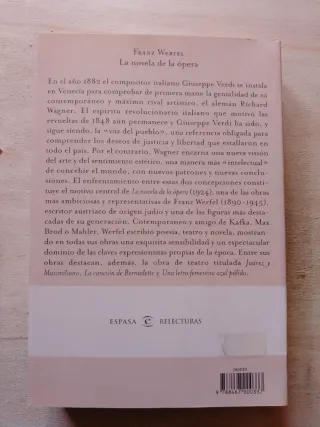 Franz Werfel
La novela de la ópera
En el año 1882 el compositor italiano Giuseppe Verdi se instala
en Venecia para comprobar de primera mano la genialidad de su
contemporáneo y máximo rival artístico, el alemán Richard
Wagner. El espíritu revolucionario italiano que motivó las
revueltas de 1848 aún permanece y Giuseppe Verdi ha sido, y
sigue siendo, la «voz del pueblo», una referencia obligada para
comprender los deseos de justicia y libertad que estallaron en
todo el país. Por el contrario, Wagner encarna una nueva visión
del arte y del sentimiento estético, una manera más «intelectual»
de concebir el mundo, con nuevos patrones y nuevas conclu-
siones. El enfrentamiento entre estas dos concepciones consti-
tuye el motivo central de La novela de la ópera (1924), una de las obras
más ambiciosas y representativas de Franz Werfel (1890-1945),
escritor austríaco de origen judío y una de las figuras más desta-
cadas de su generación. Contemporáneo y amigo de Kafka, Max
Brod o Mahler, Werfel escribió poesía, teatro y novela, mostran-
do en todas sus obras una exquisita sensibilidad y un espectacular
dominio de las claves expresionistas propias de la época. Entre
sus obras destacan, además, la obra de teatro titulada Juárez y
Maximiliano, La canción de Bernadette y Una letra femenina azul pálido.
ESPASA RELECTURAS
9 788467 000337